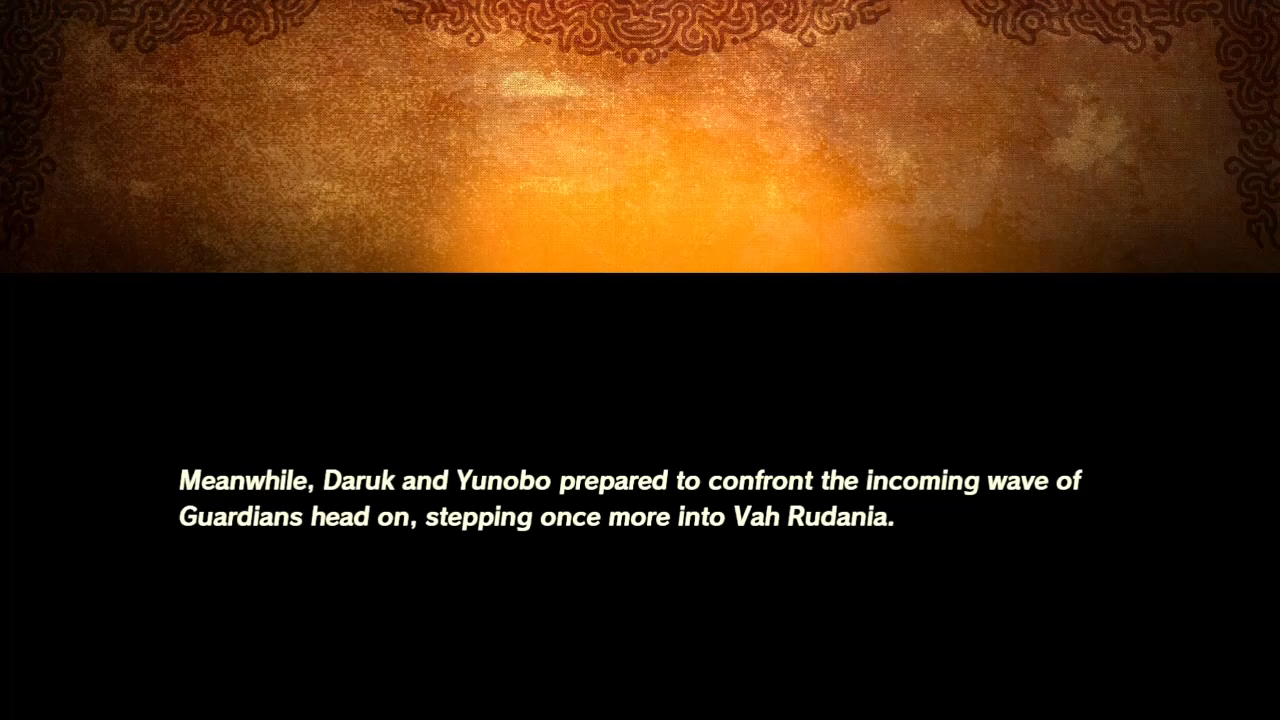 Meanwhile, Daruk and Yunobo prepared to confront the incoming wave of
Guardians head on, stepping once more into Vah Rudania.